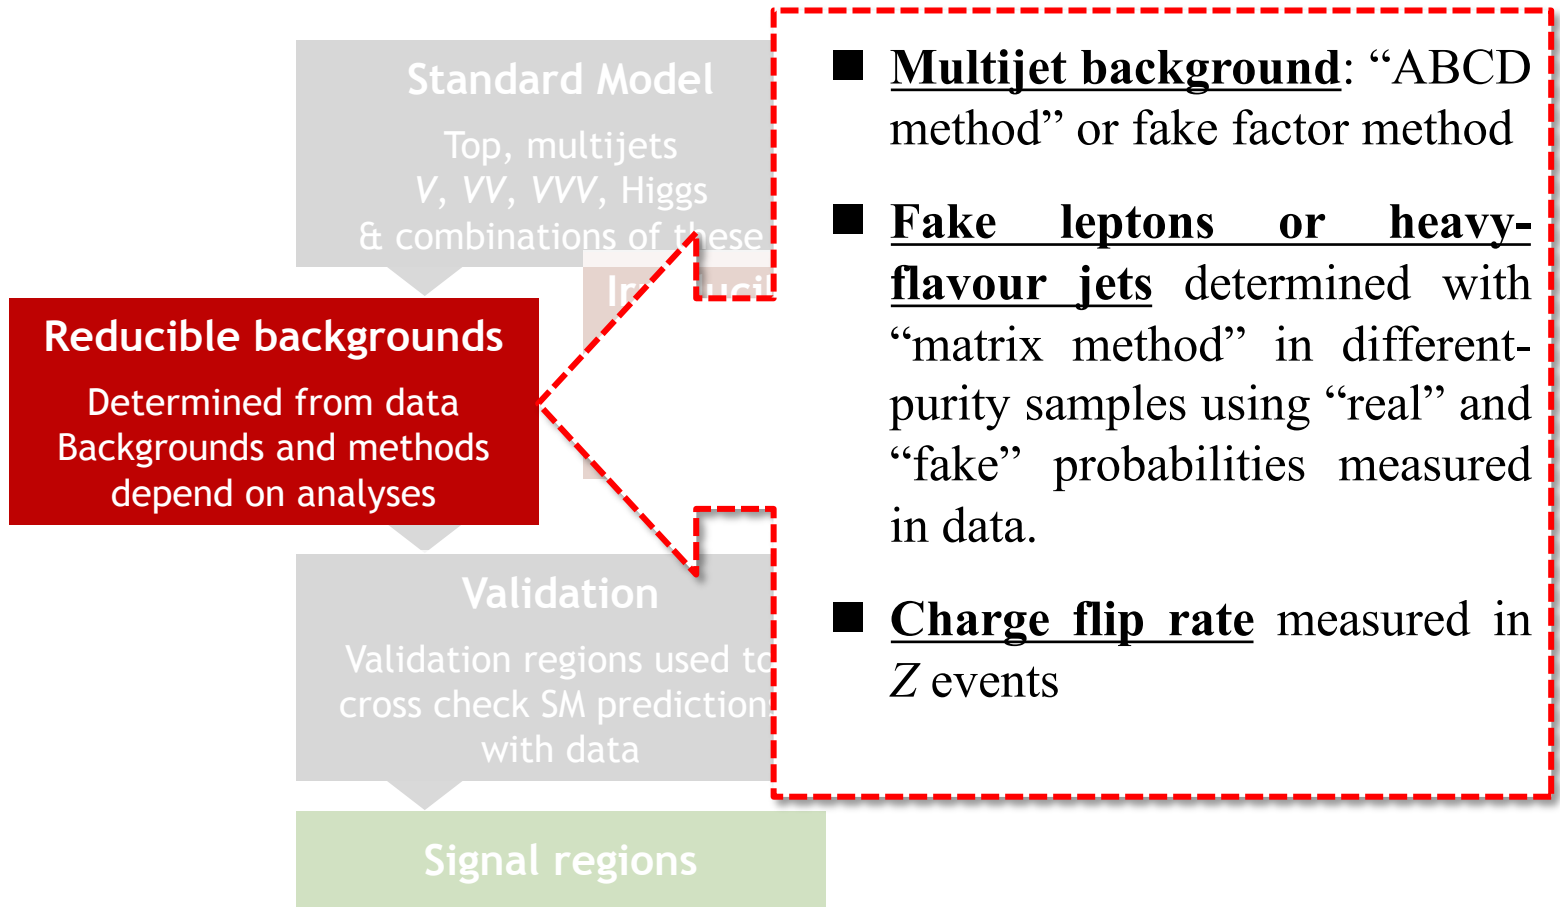 Standard Model
Top, multijets
V, VV, VVV, Higgs
& combinations of these
Reducible backgrounds
Determined from data
Backgrounds and methods
depend on analyses
Validation
Validation regions used to
cross check SM predictions
with data
Signal regions
■ Multijet background: “ABCD
method” or fake factor method
■ Fake leptons or heavy-
flavour jets determined with
“matrix method” in different-
purity samples using “real” and
“fake” probabilities measured
in data.
■ Charge flip rate measured in
Z events